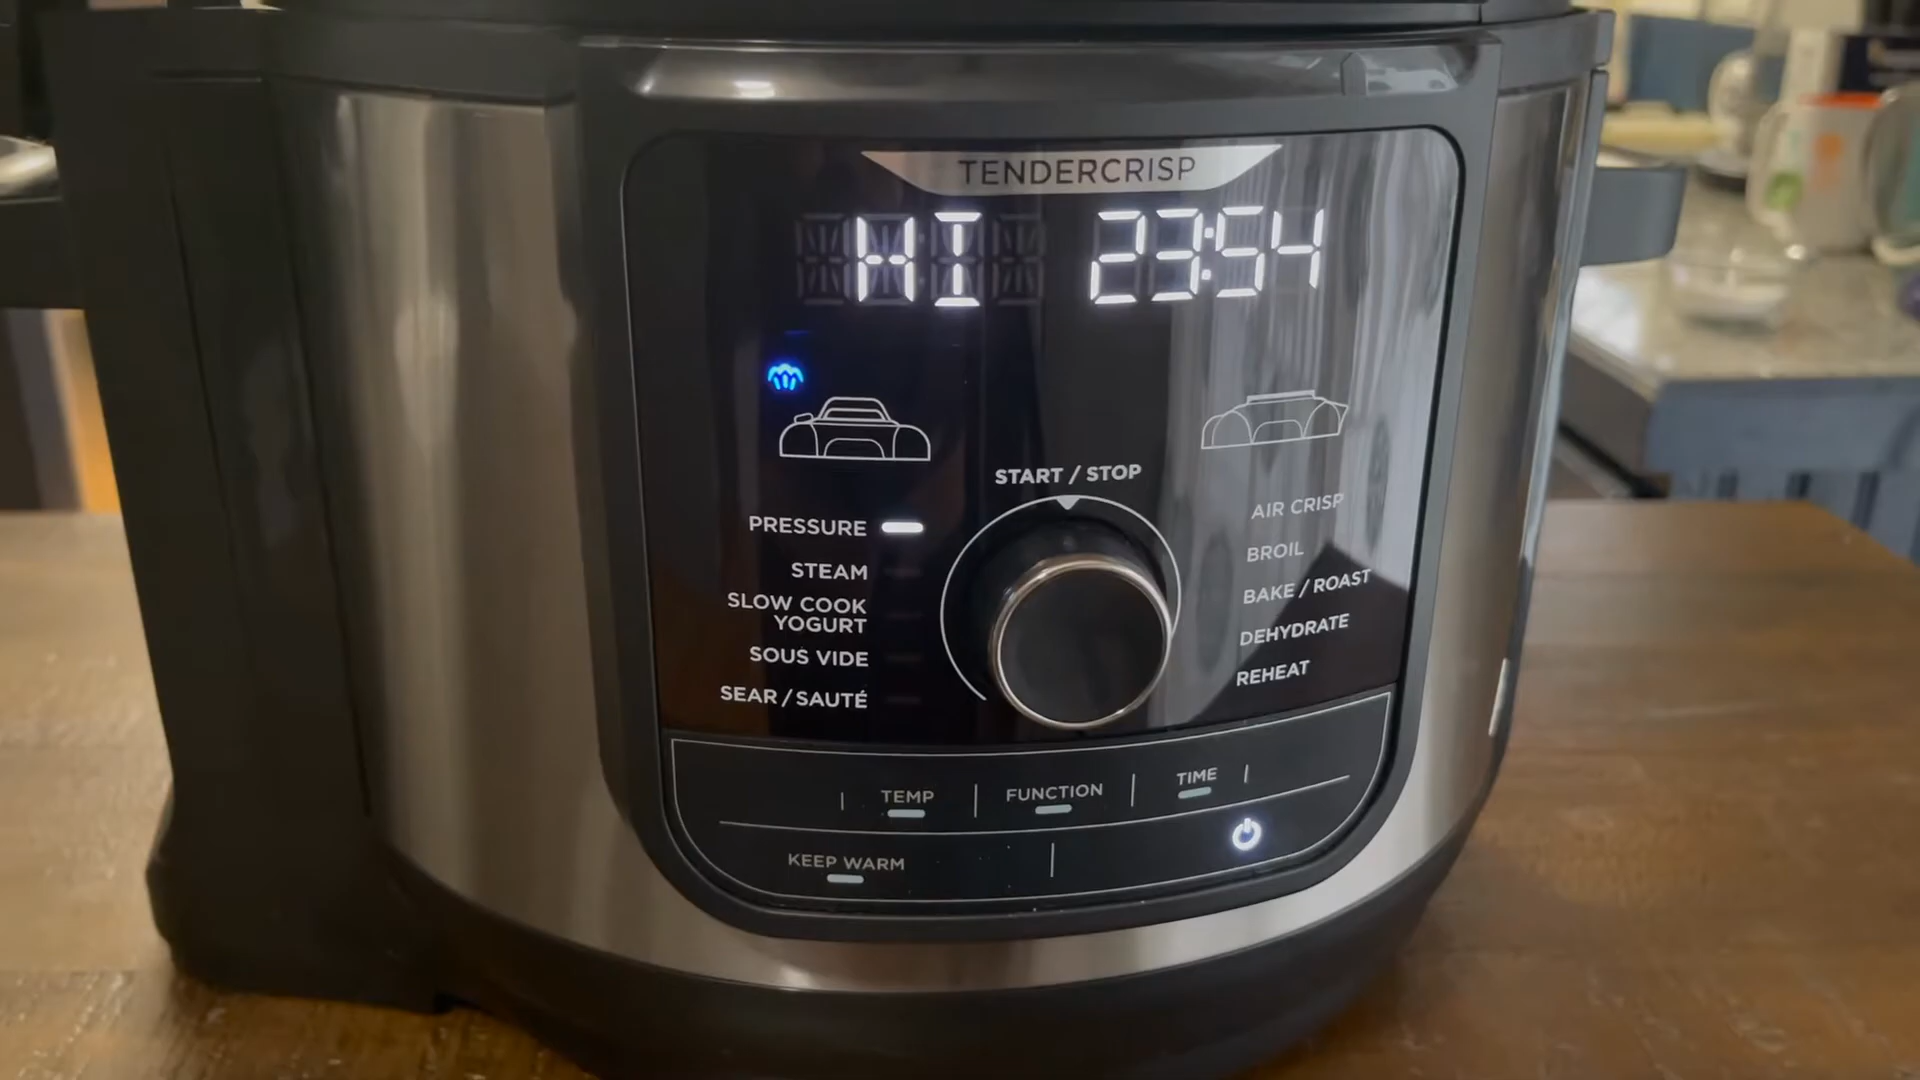 TENDERCRISP
HI 23:54
START / STOP
PRESSURE
STEAM
SLOW COOK
YOGURT
SOUS VIDE
SEAR / SAUTÉ
AIR CRISP
BROIL
BAKE / ROAST
DEHYDRATE
REHEAT
TEMP
FUNCTION
TIME
KEEP WARM